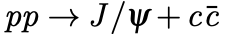 pp → J/ψ + cc̄